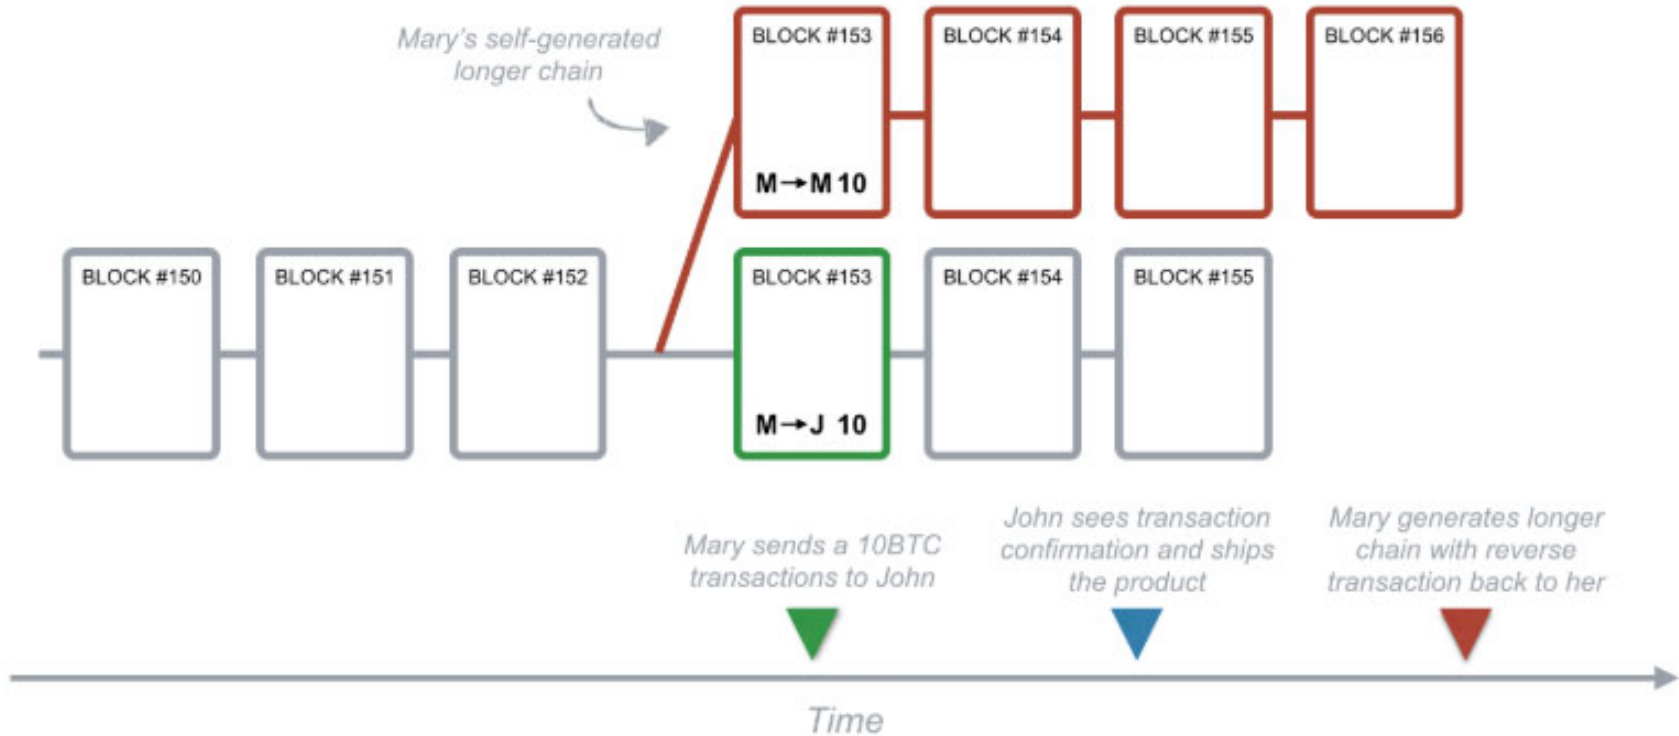 Mary's self-generated
longer chain
BLOCK #153
M→M 10
BLOCK #154
BLOCK #155
BLOCK #156
BLOCK #150
BLOCK #151
BLOCK #152
BLOCK #153
M→J 10
BLOCK #154
BLOCK #155
Mary sends a 10BTC
transactions to John
John sees transaction
confirmation and ships
the product
Mary generates longer
chain with reverse
transaction back to her
Time